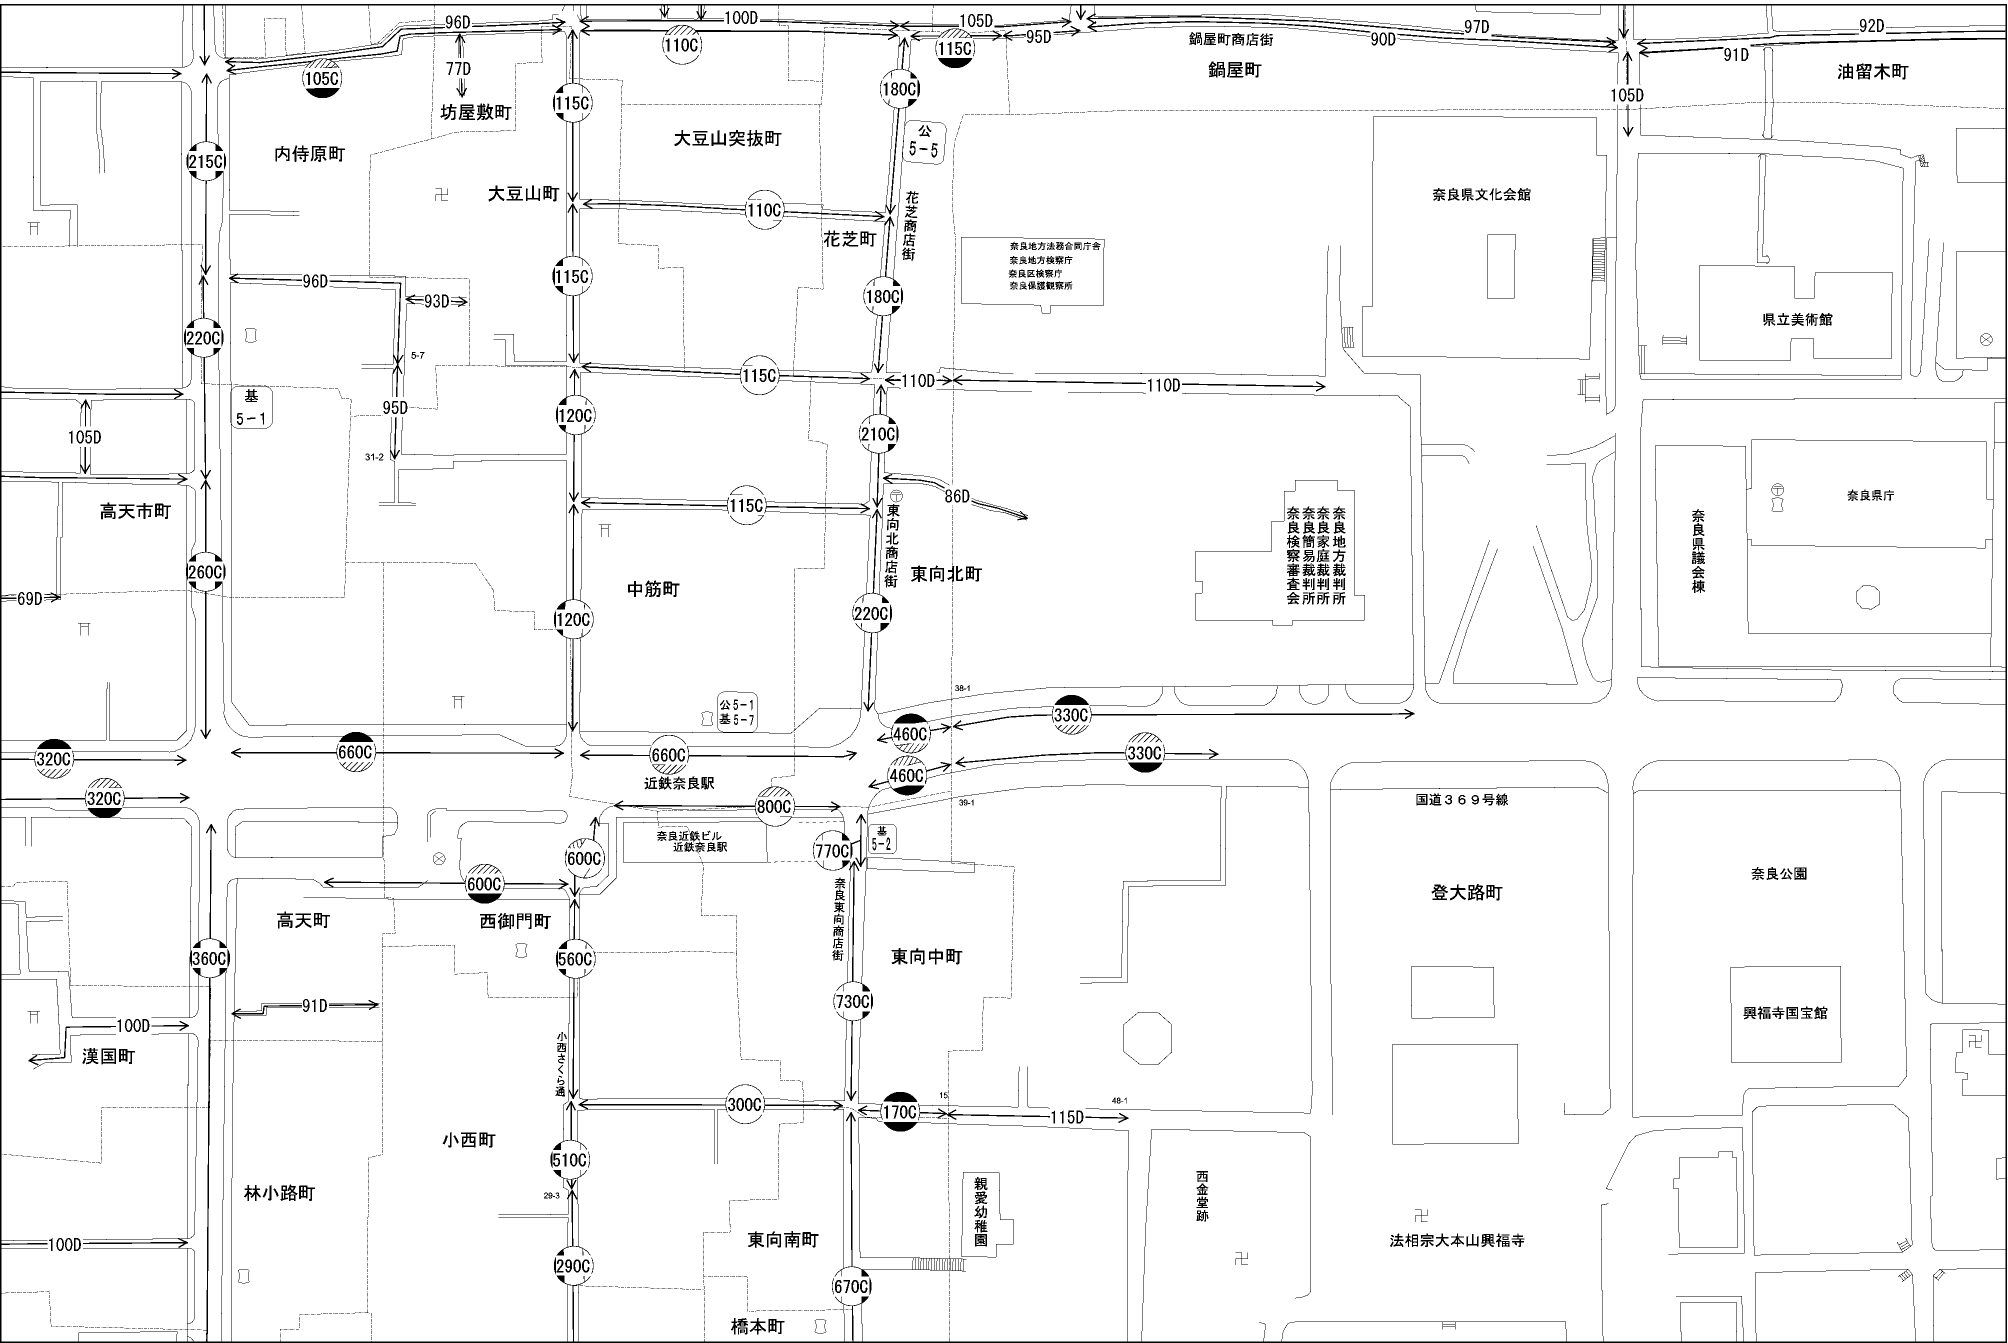 96D
100D
105D
97D
92D
110C
115C
95D
鍋屋町商店街
90D
91D
77D
105C
鍋屋町
油留木町
180C
105D
115C
坊屋敷町
公
5-5
大豆山突抜町
215C
内侍原町
大豆山町
奈良県文化会館
110C
花芝町
花芝商店街
奈良地方法務合同庁舎
奈良地方検察庁
奈良区検察庁
奈良保護観察所
96D
93D
115C
180C
県立美術館
220C
5-7
115C
110D
110D
基
5-1
95D
120C
105D
210C
31-2
86D
奈良県庁
高天市町
115C
東向北商店街
奈良地方裁判所
奈良家庭裁判所
奈良簡易裁判所
奈良検察審査会
奈良県議会棟
260C
中筋町
東向北町
69D
120C
220C
38-1
公5-1
基5-7
330C
460C
320C
660C
660C
330C
近鉄奈良駅
460C
320C
800C
39-1
国道369号線
奈良近鉄ビル
近鉄奈良駅
基
5-2
770C
600C
600C
奈良公園
登大路町
高天町
西御門町
奈良東向商店街
360C
560C
東向中町
91D
730C
興福寺国宝館
100D
漢国町
小西さくら通
300C
15
170C
48-1
115D
小西町
510C
29-3
林小路町
親愛幼稚園
西金堂跡
100D
東向南町
法相宗大本山興福寺
290C
670C
橋本町